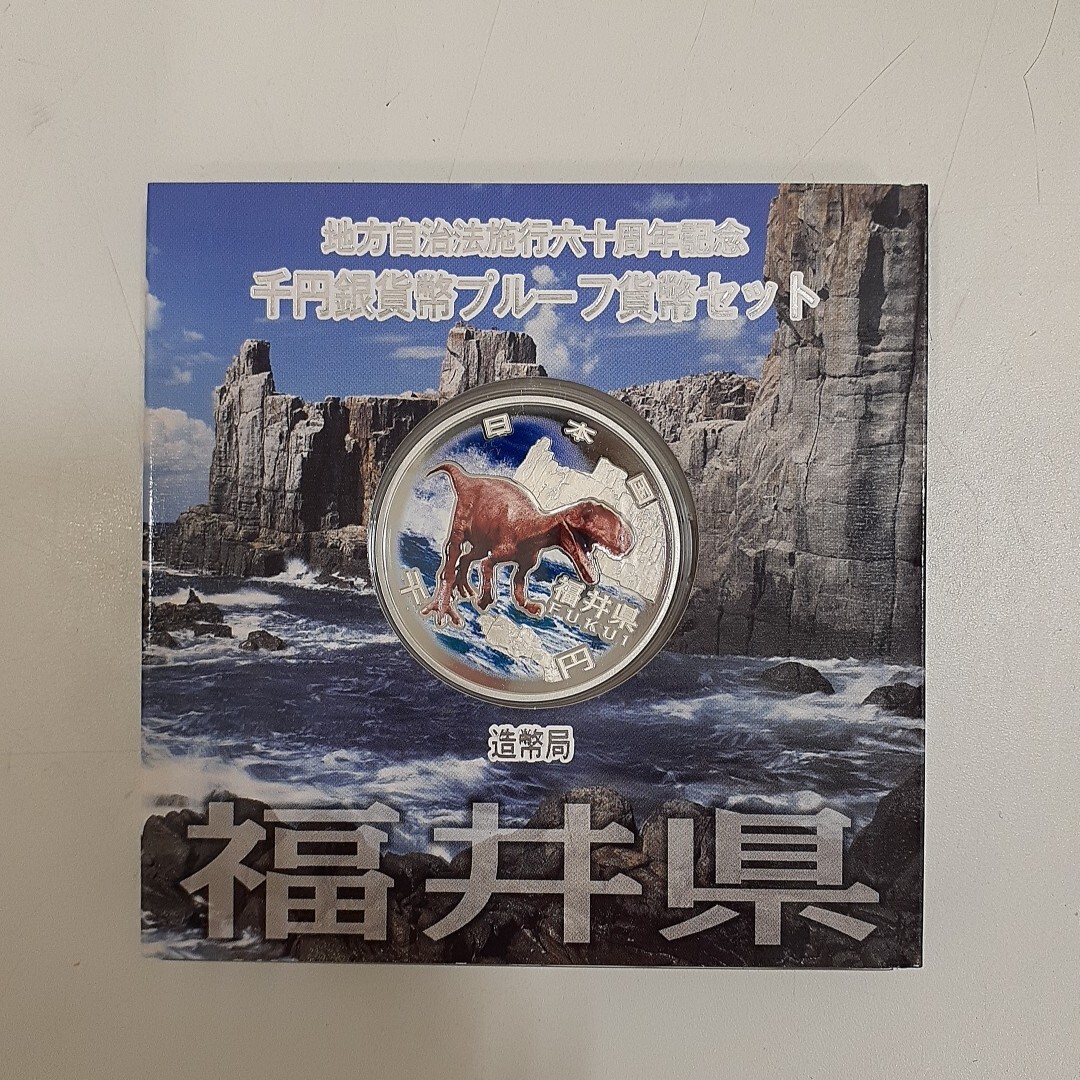 地方自治法施行六十周年記念
千円銀貨幣プルーフ貨幣セット
日本国
福井県
FUKUI
千円
造幣局
福井県